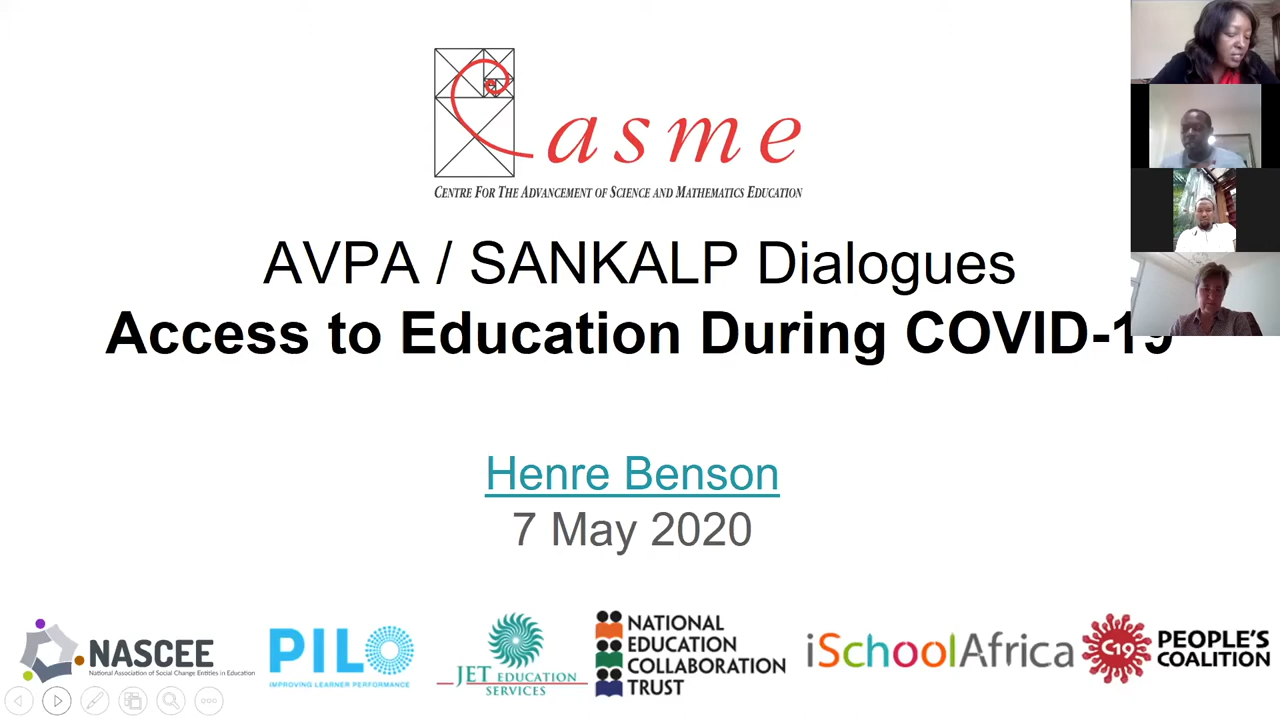 Casme
CENTRE FOR THE ADVANCEMENT OF SCIENCE AND MATHEMATICS EDUCATION
AVPA / SANKALP Dialogues
Access to Education During COVID-19
Henre Benson
7 May 2020
NASCEE
National Association of Social Change Entities in Education
PILO
IMPROVING LEARNER PERFORMANCE
JET EDUCATION
SERVICES
NATIONAL
EDUCATION
COLLABORATION
TRUST
iSchoolAfrica
C19
PEOPLE'S
COALITION